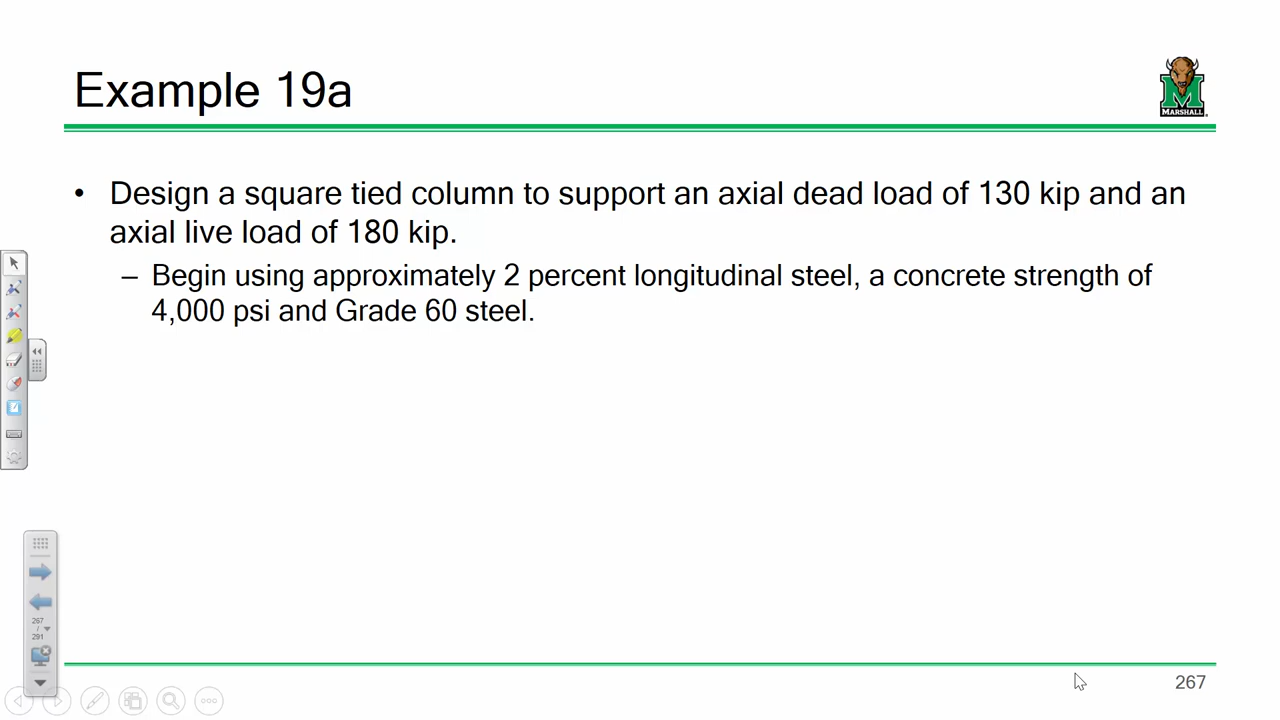 Example 19a
MARSHALL
• Design a square tied column to support an axial dead load of 130 kip and an
axial live load of 180 kip.
– Begin using approximately 2 percent longitudinal steel, a concrete strength of
4,000 psi and Grade 60 steel.
267
/
291
267